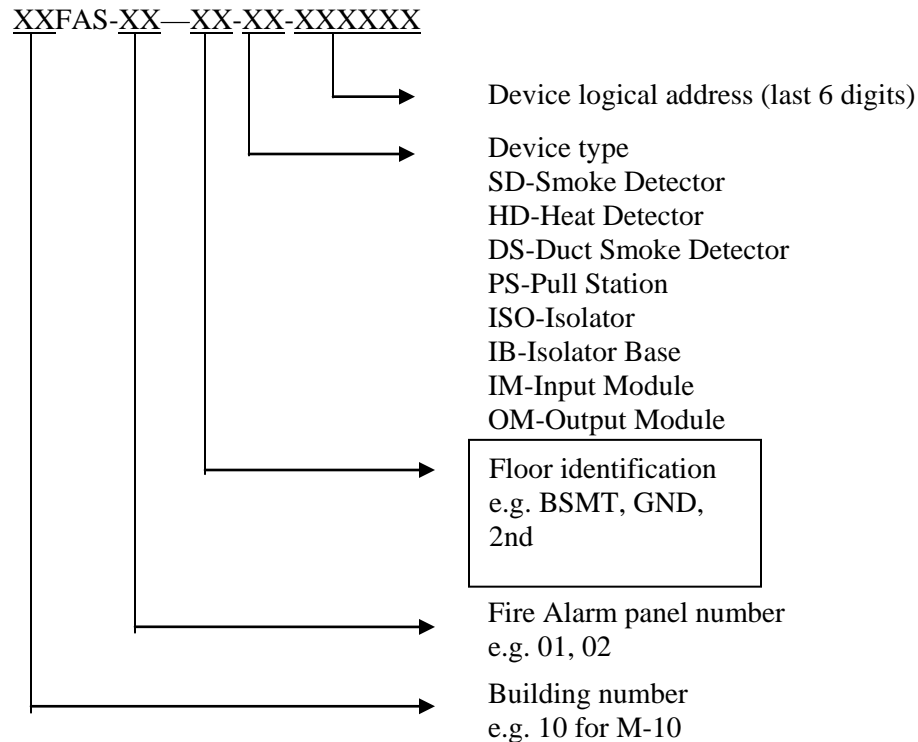 XXFAS-XX—XX-XX-XXXXXX
Device logical address (last 6 digits)
Device type
SD-Smoke Detector
HD-Heat Detector
DS-Duct Smoke Detector
PS-Pull Station
ISO-Isolator
IB-Isolator Base
IM-Input Module
OM-Output Module
Floor identification
e.g. BSMT, GND,
2nd
Fire Alarm panel number
e.g. 01, 02
Building number
e.g. 10 for M-10